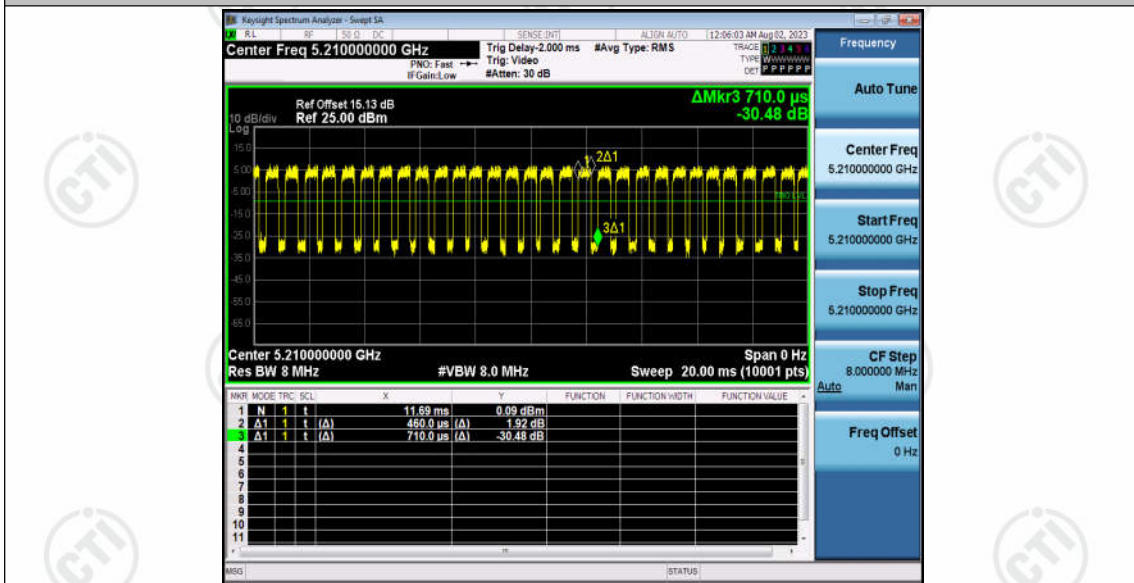 Keysight Spectrum Analyzer - Swept SA
RL RF 50 Ω DC SENSE:INT ALIGN AUTO 12:06:03 AM Aug 02, 2023
Center Freq 5.210000000 GHz
PNO: Fast
IFGain:Low
Trig Delay-2.000 ms
Trig: Video
#Atten: 30 dB
#Avg Type: RMS
TRACE 1 2 3 4 5 6
TYPE WWWWWW
DET P P P P P P
Frequency
ΔMkr3 710.0 µs
-30.48 dB
Ref Offset 15.13 dB
10 dB/div Ref 25.00 dBm
Log
15.0
5.00
-5.00
-15.0
-25.0
-35.0
-45.0
-55.0
-65.0
1 2Δ1
3Δ1
TRIG LVL
Center 5.210000000 GHz Span 0 Hz
Res BW 8 MHz #VBW 8.0 MHz Sweep 20.00 ms (10001 pts)
MKR MODE TRC SCL X Y FUNCTION FUNCTION WIDTH FUNCTION VALUE
1 N 1 t 11.69 ms 0.09 dBm
2 Δ1 1 t (Δ) 460.0 µs (Δ) 1.92 dB
3 Δ1 1 t (Δ) 710.0 µs (Δ) -30.48 dB
4
5
6
7
8
9
10
11
MSG STATUS
Auto Tune
Center Freq
5.210000000 GHz
Start Freq
5.210000000 GHz
Stop Freq
5.210000000 GHz
CF Step
8.000000 MHz
Auto Man
Freq Offset
0 Hz
CTI
CTI
CTI
CTI